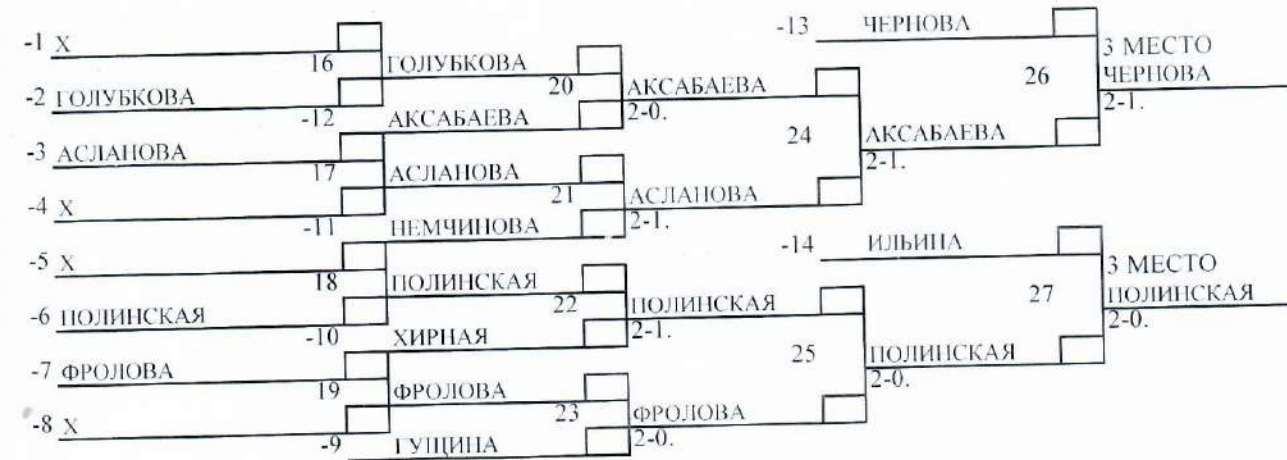 -1 Х
16
-2 ГОЛУБКОВА
-12
-3 АСЛАНОВА
17
-4 Х
-11
-5 Х
18
-6 ПОЛИНСКАЯ
-10
-7 ФРОЛОВА
19
-8 Х
-9
ГОЛУБКОВА
20
АКСАБАЕВА
АСЛАНОВА
21
НЕМЧИНОВА
ПОЛИНСКАЯ
22
ХИРНАЯ
ФРОЛОВА
23
ГУЩИНА
АКСАБАЕВА
2-0.
24
АСЛАНОВА
2-1.
ПОЛИНСКАЯ
2-1.
25
ФРОЛОВА
2-0.
-13 ЧЕРНОВА
26
АКСАБАЕВА
2-1.
-14 ИЛЬИНА
27
ПОЛИНСКАЯ
2-0.
3 МЕСТО
ЧЕРНОВА
2-1.
3 МЕСТО
ПОЛИНСКАЯ
2-0.